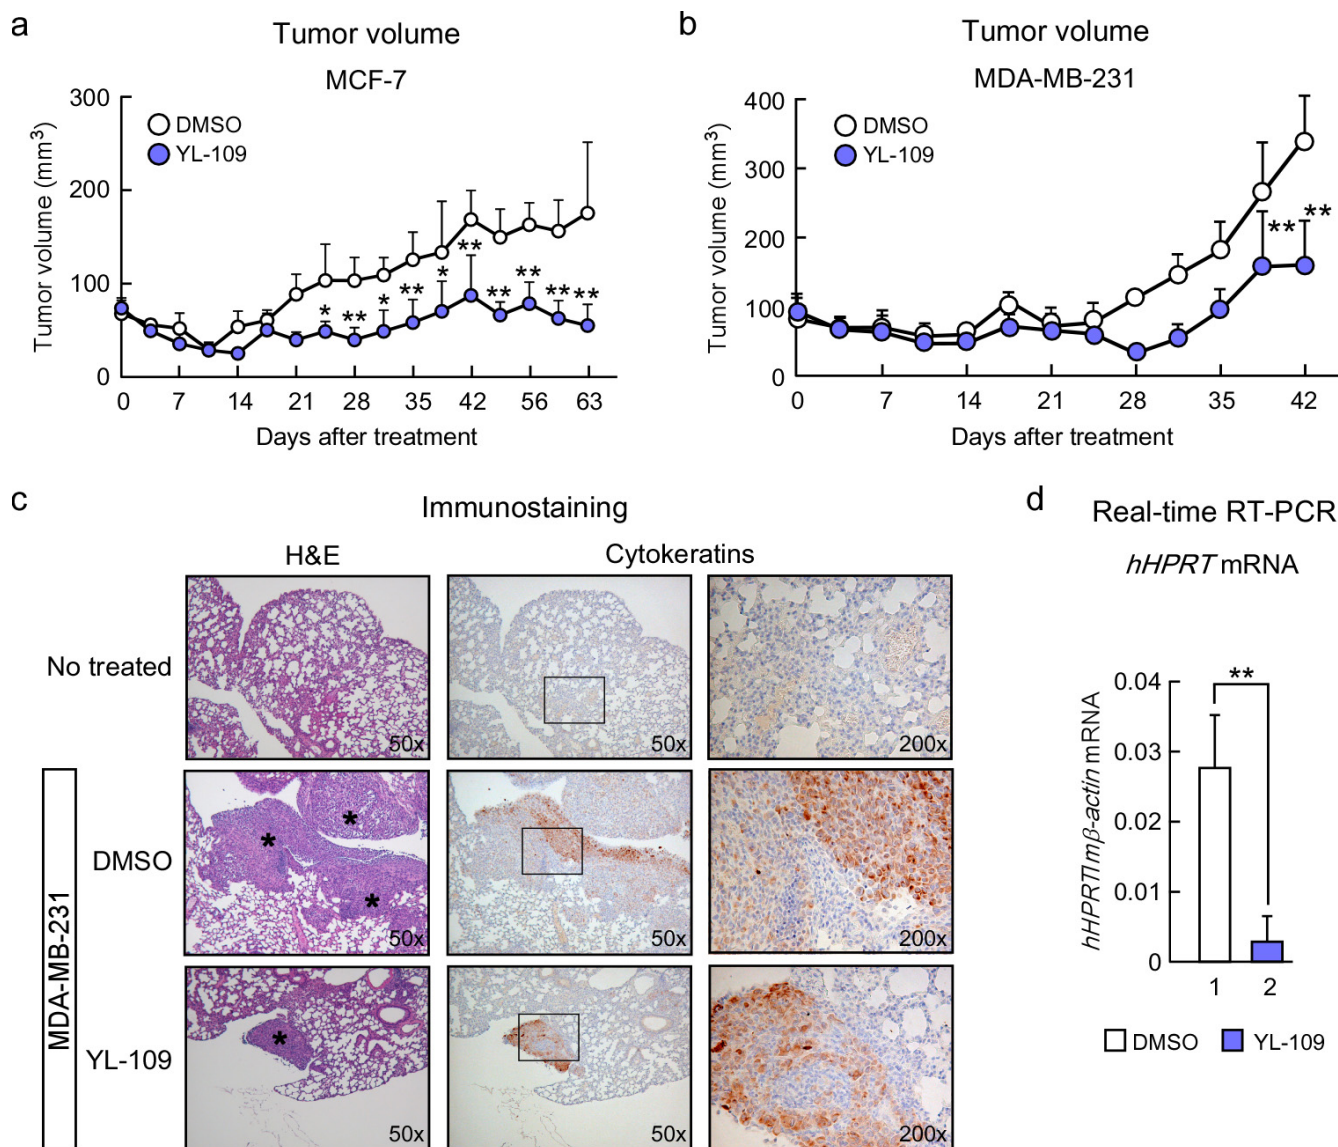 a
Tumor volume
MCF-7
300
200
100
0
Tumor volume (mm³)
DMSO
YL-109
*
**
*
**
*
**
**
**
**
**
0 7 14 21 28 35 42 56 63
Days after treatment
b
Tumor volume
MDA-MB-231
400
300
200
100
0
Tumor volume (mm³)
DMSO
YL-109
**
**
0 7 14 21 28 35 42
Days after treatment
c
Immunostaining
H&E
Cytokeratins
No treated
50x
50x
200x
MDA-MB-231
DMSO
*
*
*
50x
50x
200x
YL-109
*
50x
50x
200x
d
Real-time RT-PCR
hHPRT mRNA
hHPRT/mβ-actin mRNA
0.04
0.03
0.02
0.01
0
**
1 2
DMSO YL-109